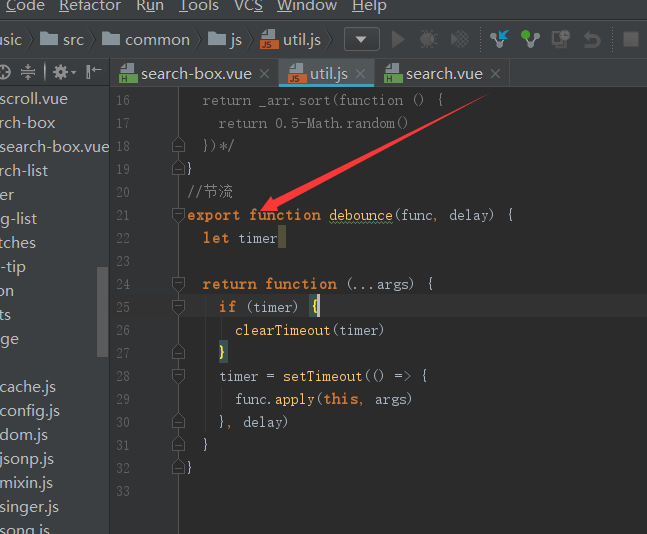 Code Refactor Run Tools VCS Window Help
usic src common js util.js
search-box.vue util.js search.vue
scroll.vue
rch-box
search-box.vue
rch-list
er
g-list
tches
-tip
on
ts
ge
cache.js
config.js
dom.js
jsonp.js
mixin.js
singer.js
song.js
16 return _arr.sort(function () {
17 return 0.5-Math.random()
18 })*/
19 }
20 //节流
21 export function debounce(func, delay) {
22 let timer
23
24 return function (...args) {
25 if (timer) {
26 clearTimeout(timer)
27 }
28 timer = setTimeout(() => {
29 func.apply(this, args)
30 }, delay)
31 }
32 }
33